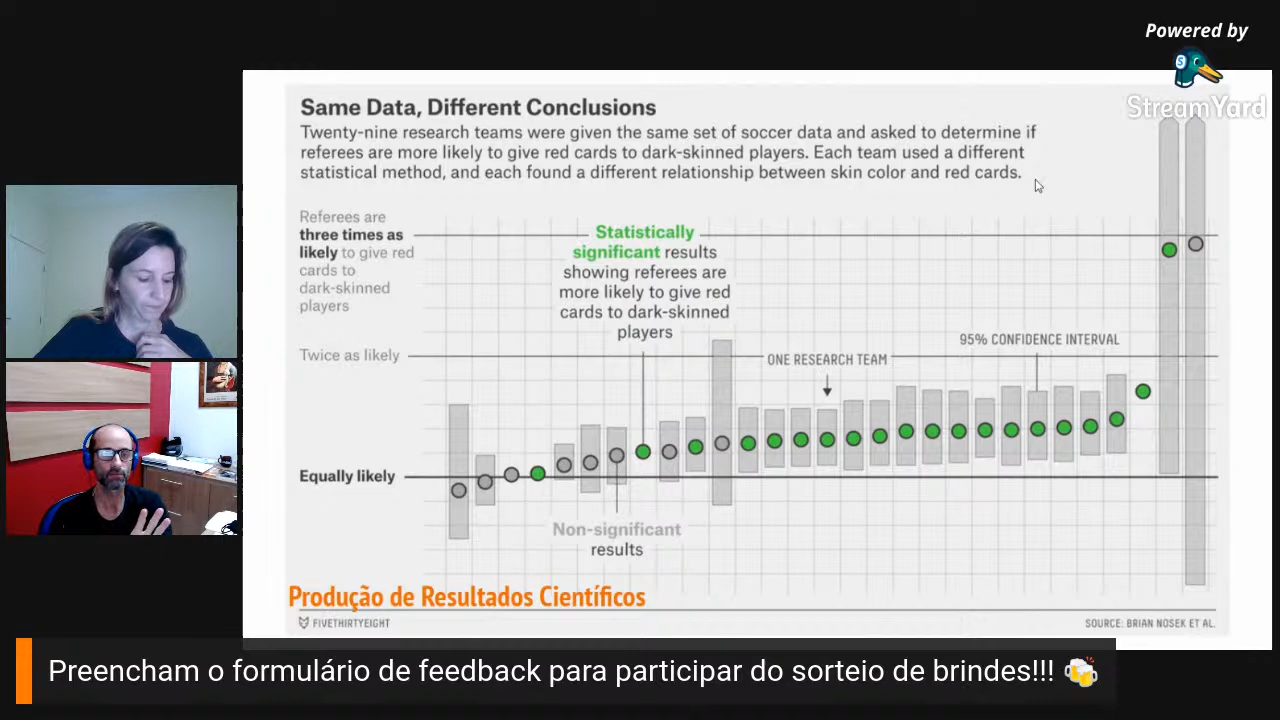 Powered by
StreamYard
Same Data, Different Conclusions
Twenty-nine research teams were given the same set of soccer data and asked to determine if
referees are more likely to give red cards to dark-skinned players. Each team used a different
statistical method, and each found a different relationship between skin color and red cards.
Referees are
three times as
likely to give red
cards to
dark-skinned
players
Statistically
significant results
showing referees are
more likely to give red
cards to dark-skinned
players
Twice as likely
ONE RESEARCH TEAM
95% CONFIDENCE INTERVAL
Equally likely
Non-significant
results
Produção de Resultados Científicos
FIVETHIRTYEIGHT
SOURCE: BRIAN NOSEK ET AL.
Preencham o formulário de feedback para participar do sorteio de brindes!!! 🍻